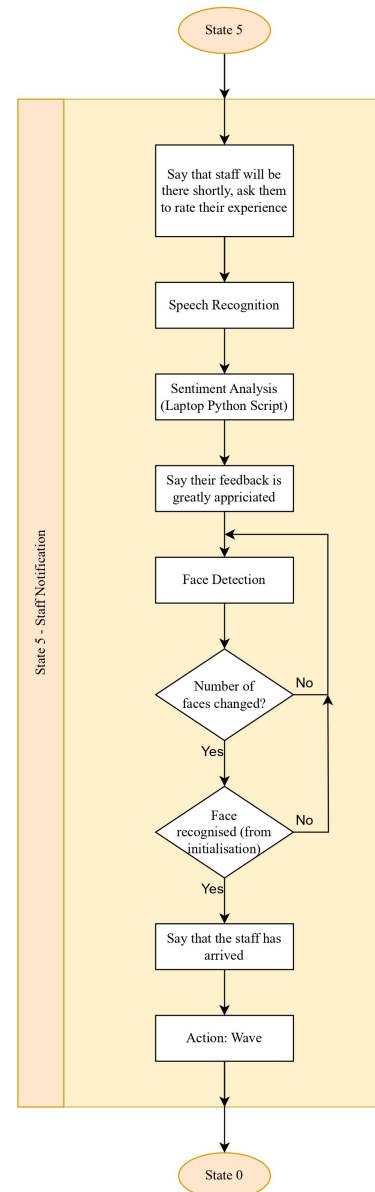 State 5
State 5 - Staff Notification
Say that staff will be
there shortly, ask them
to rate their experience
Speech Recognition
Sentiment Analysis
(Laptop Python Script)
Say their feedback is
greatly appriciated
Face Detection
Number of
faces changed?
No
Yes
Face
recognised (from
initialisation)
No
Yes
Say that the staff has
arrived
Action: Wave
State 0